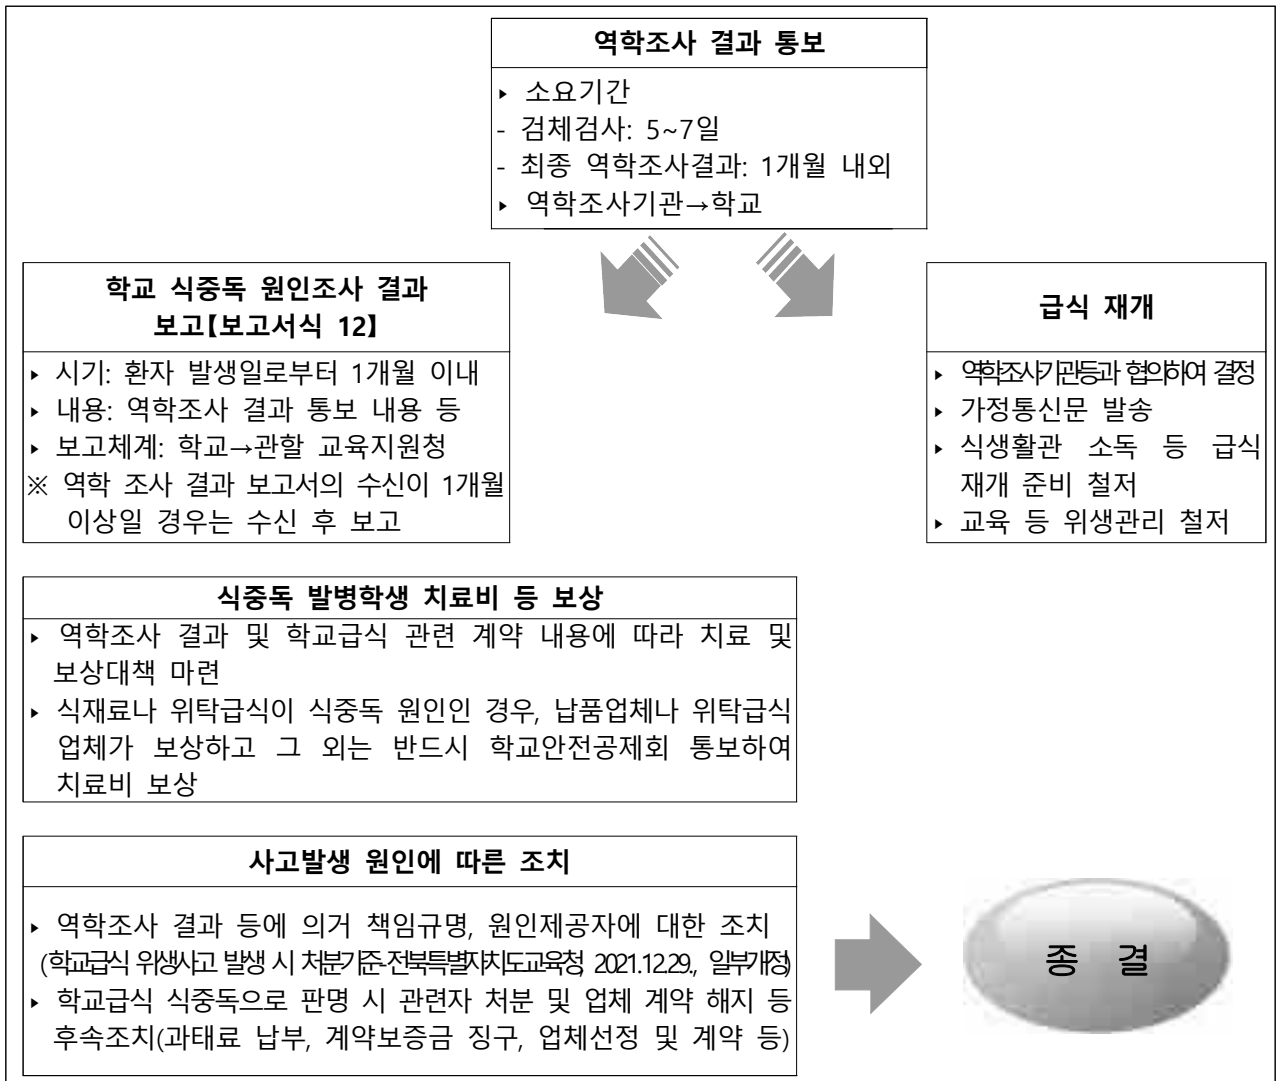 역학조사 결과 통보
▸ 소요기간
- 검체검사: 5~7일
- 최종 역학조사결과: 1개월 내외
▸ 역학조사기관→학교
학교 식중독 원인조사 결과
보고【보고서식 12】
▸ 시기: 환자 발생일로부터 1개월 이내
▸ 내용: 역학조사 결과 통보 내용 등
▸ 보고체계: 학교→관할 교육지원청
※ 역학 조사 결과 보고서의 수신이 1개월
이상일 경우는 수신 후 보고
급식 재개
▸ 역학조사기관등과 협의하여 결정
▸ 가정통신문 발송
▸ 식생활관 소독 등 급식
재개 준비 철저
▸ 교육 등 위생관리 철저
식중독 발병학생 치료비 등 보상
▸ 역학조사 결과 및 학교급식 관련 계약 내용에 따라 치료 및
보상대책 마련
▸ 식재료나 위탁급식이 식중독 원인인 경우, 납품업체나 위탁급식
업체가 보상하고 그 외는 반드시 학교안전공제회 통보하여
치료비 보상
사고발생 원인에 따른 조치
▸ 역학조사 결과 등에 의거 책임규명, 원인제공자에 대한 조치
(학교급식 위생사고 발생 시 처분기준-전북특별자치도교육청, 2021.12.29., 일부개정)
▸ 학교급식 식중독으로 판명 시 관련자 처분 및 업체 계약 해지 등
후속조치(과태료 납부, 계약보증금 징구, 업체선정 및 계약 등)
종 결